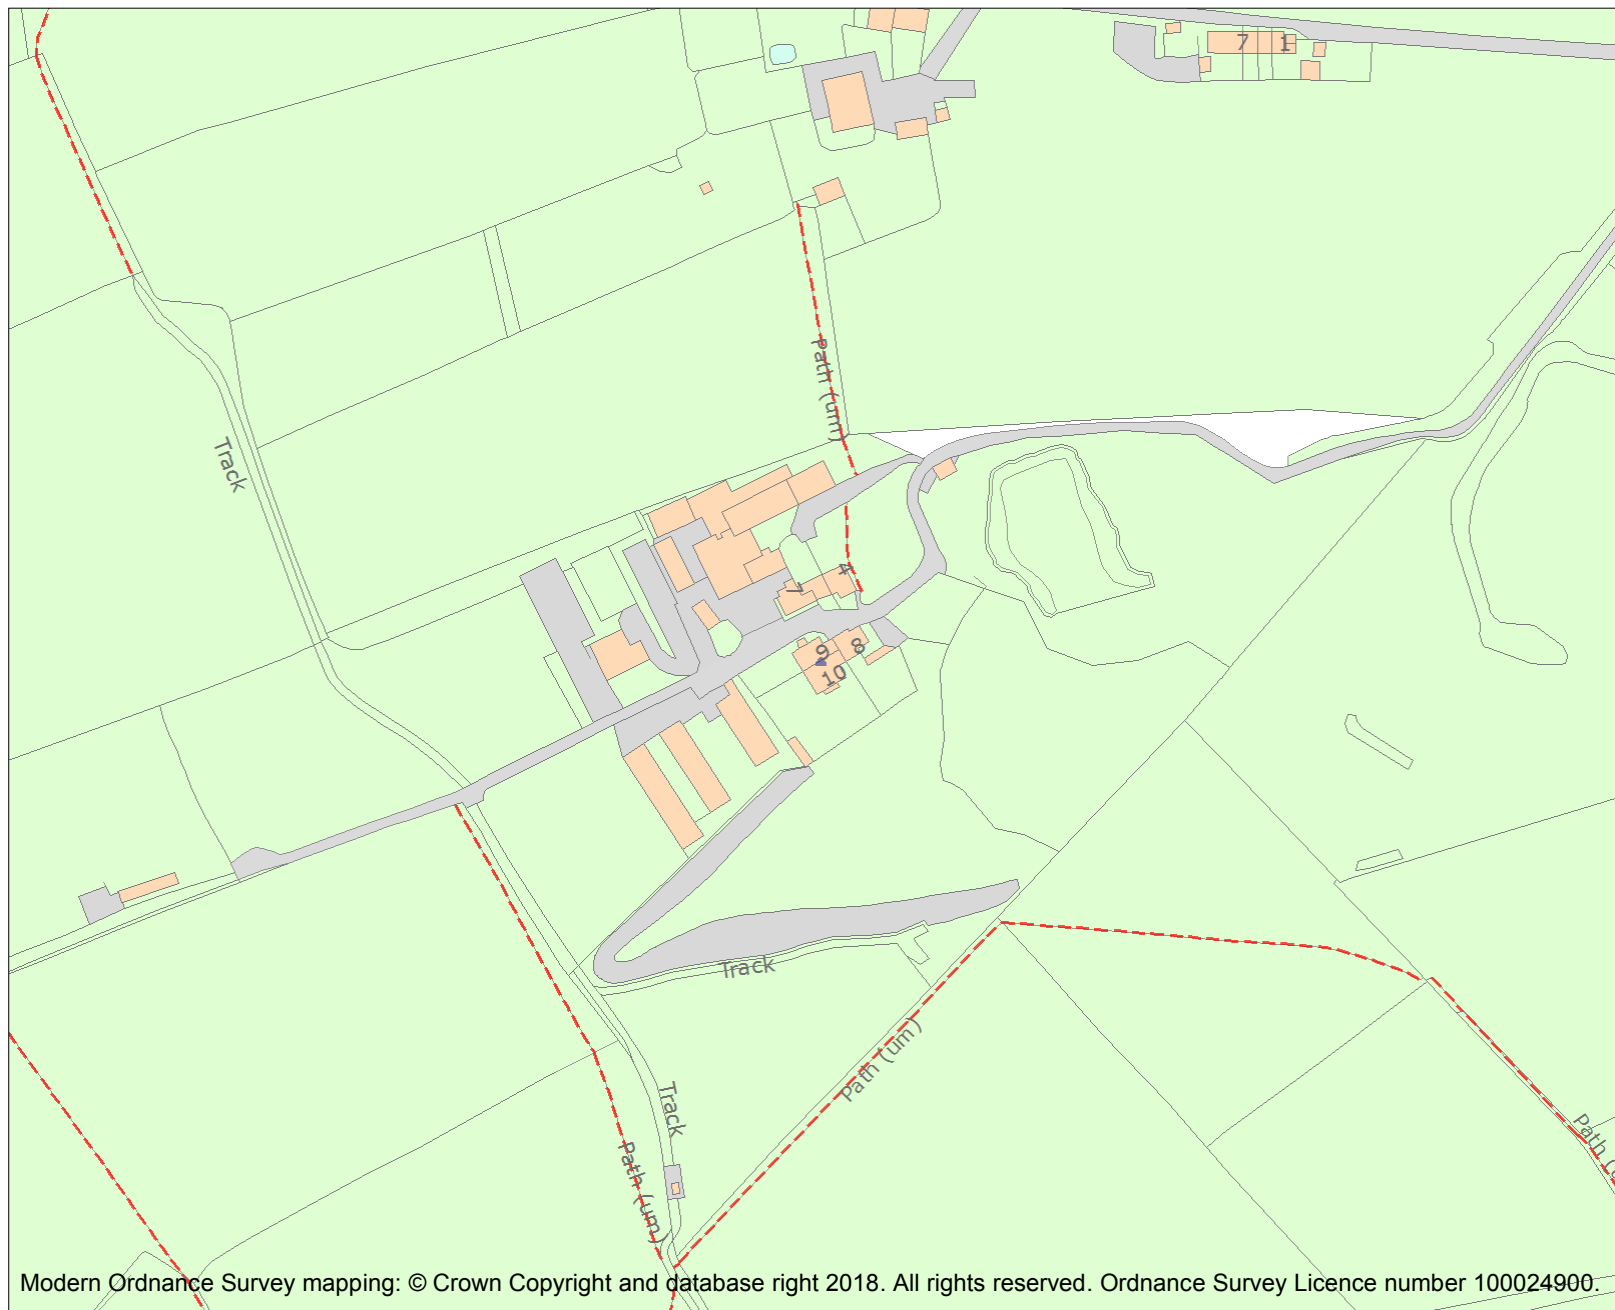 7 1
Path (um)
Track
4
7
9 8
10
Track
Path (um)
Track
Path (um)
Path
Modern Ordnance Survey mapping: © Crown Copyright and database right 2018. All rights reserved. Ordnance Survey Licence number 100024900.